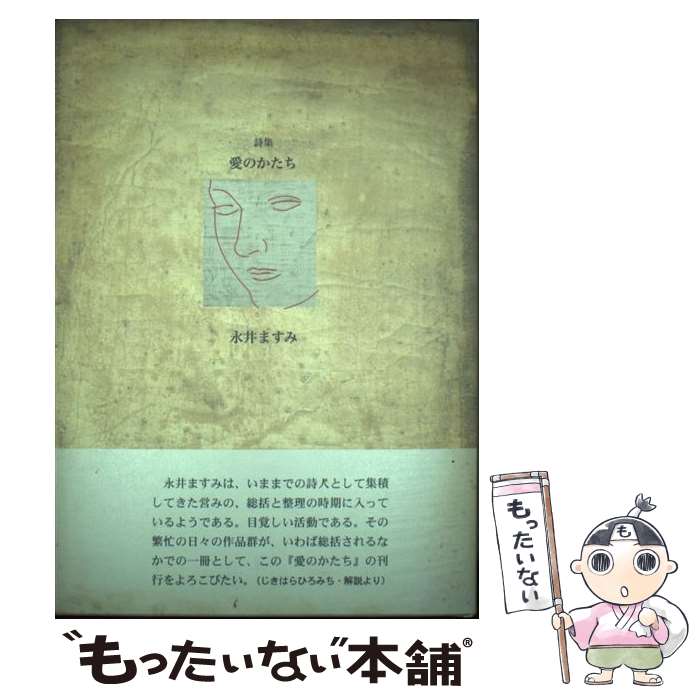 詩集
愛のかたち
永井ますみ
永井ますみは、いままでの詩人として集積
してきた営みの、総括と整理の時期に入って
いるようである。目覚しい活動である。その
繁忙の日々の作品群が、いわば総括されるな
かでの一冊として、この『愛のかたち』の刊
行をよろこびたい。(じきはらひろみち・解説より)
も
もったいない
“もったいない”本舗®